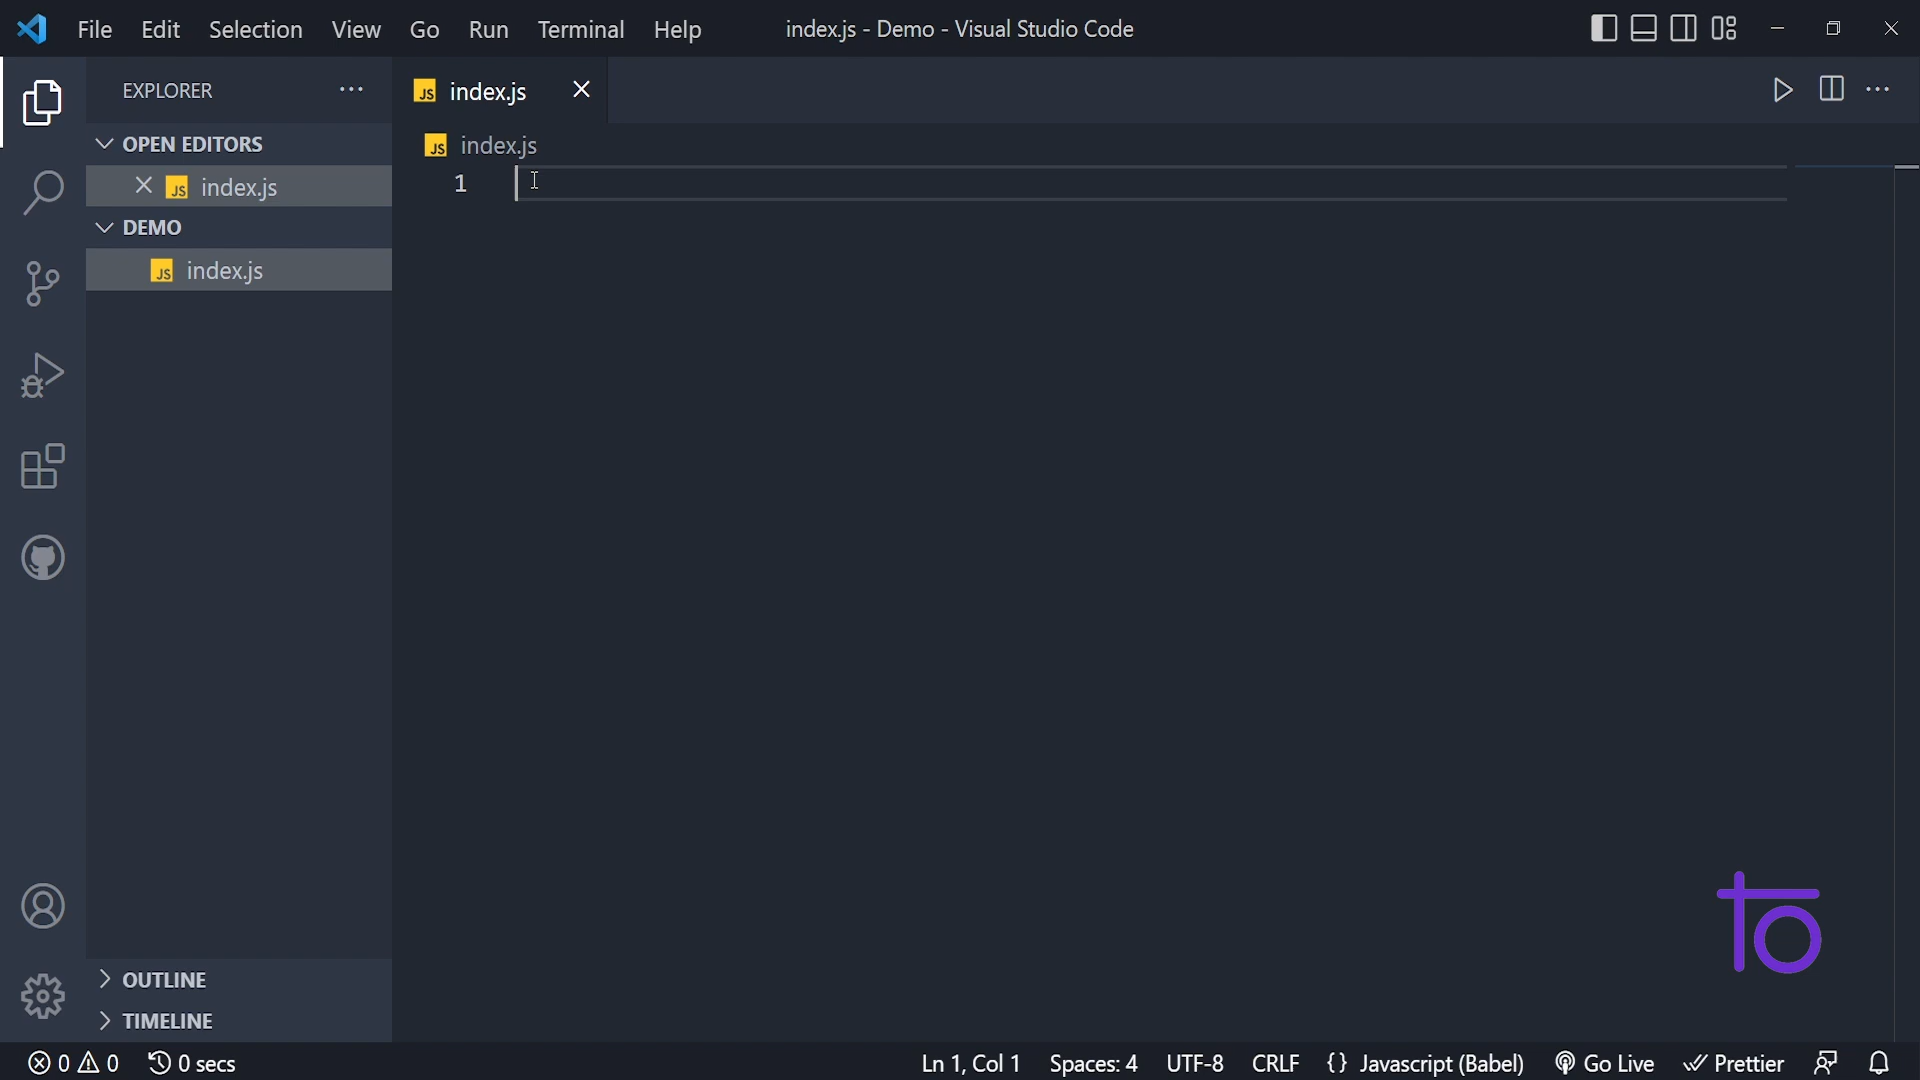 File Edit Selection View Go Run Terminal Help index.js - Demo - Visual Studio Code
EXPLORER
JS index.js
JS index.js
OPEN EDITORS
JS index.js
1
DEMO
JS index.js
OUTLINE
TIMELINE
0 0 0 secs Ln 1, Col 1 Spaces: 4 UTF-8 CRLF {} Javascript (Babel) Go Live Prettier
to